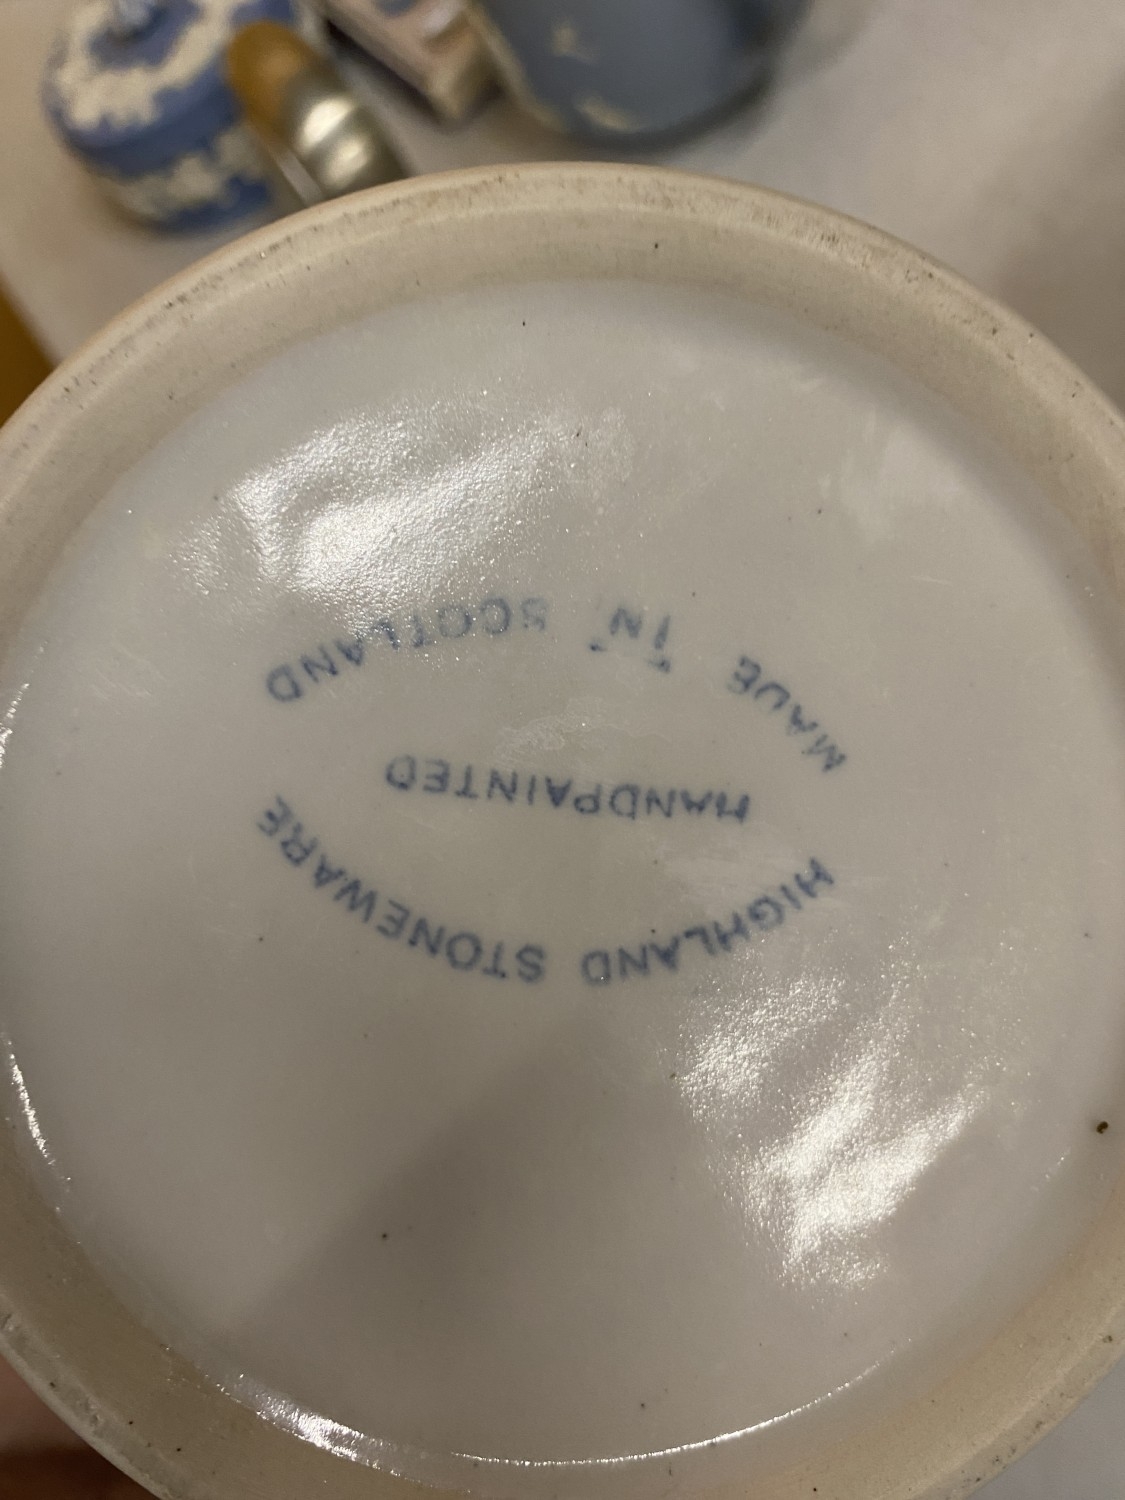 HIGHLAND STONEWARE
HANDPAINTED
MADE IN SCOTLAND